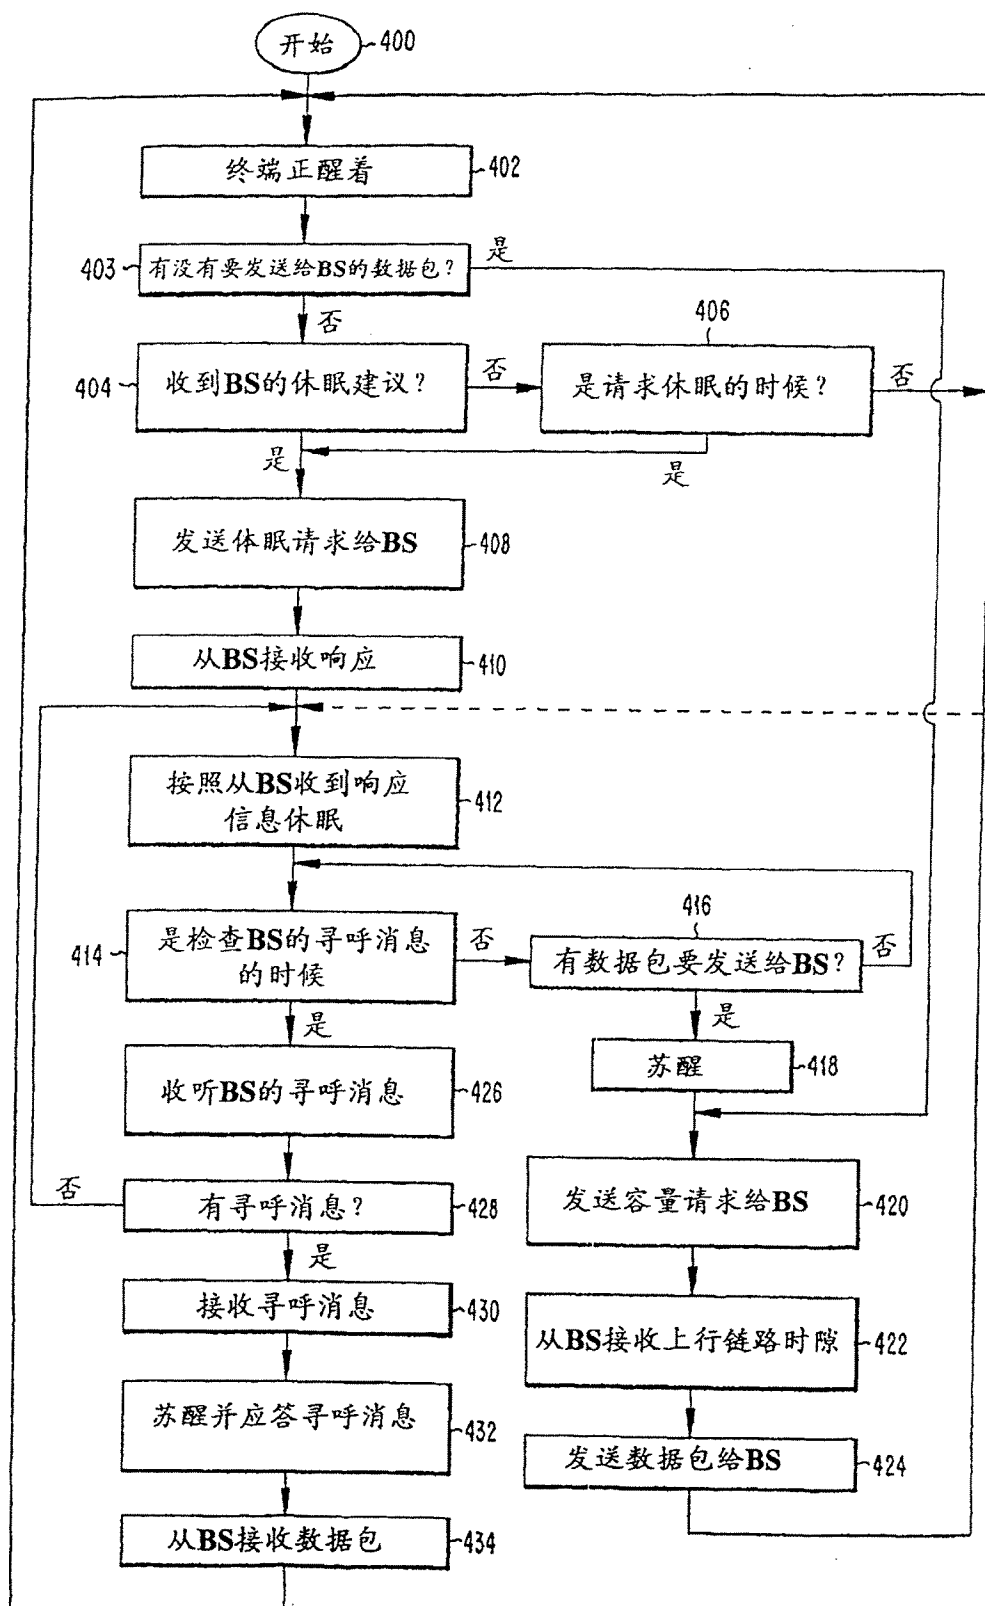 开始
400
终端正醒着
402
403
有没有要发送给BS的数据包?
是
否
406
404
收到BS的休眠建议?
否
是请求休眠的时候?
否
是
是
发送体眠请求给BS
408
从BS接收响应
410
按照从BS收到响应
信息休眠
412
416
414
是检查BS的寻呼消息
的时候
否
有数据包要发送给BS?
否
是
是
苏醒
418
收听BS的寻呼消息
426
否
有寻呼消息?
428
发送容量请求给BS
420
是
接收寻呼消息
430
从BS接收上行链路时隙
422
苏醒并应答寻呼消息
432
发送数据包给BS
424
从BS接收数据包
434